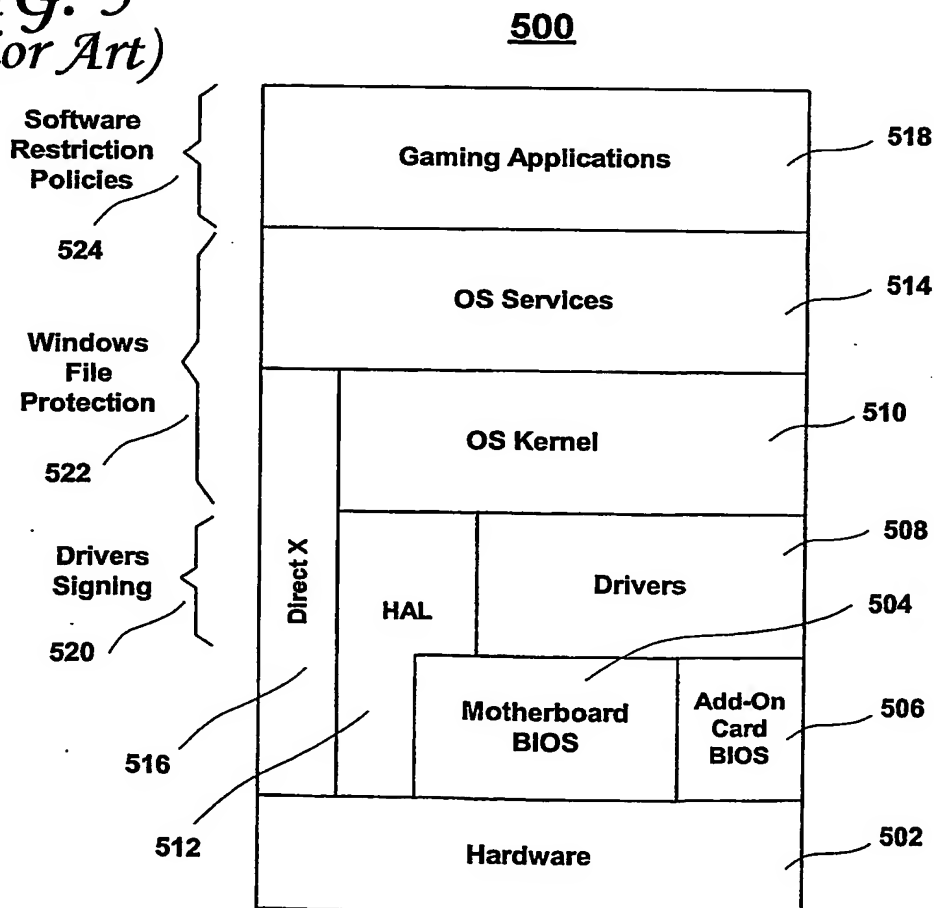 500
(Prior Art)
Software
Restriction
Policies
524
Gaming Applications
518
OS Services
514
Windows
File
Protection
522
OS Kernel
510
Drivers
Signing
520
Direct X
516
HAL
512
Drivers
508
504
Motherboard
BIOS
Add-On
Card
BIOS
506
Hardware
502